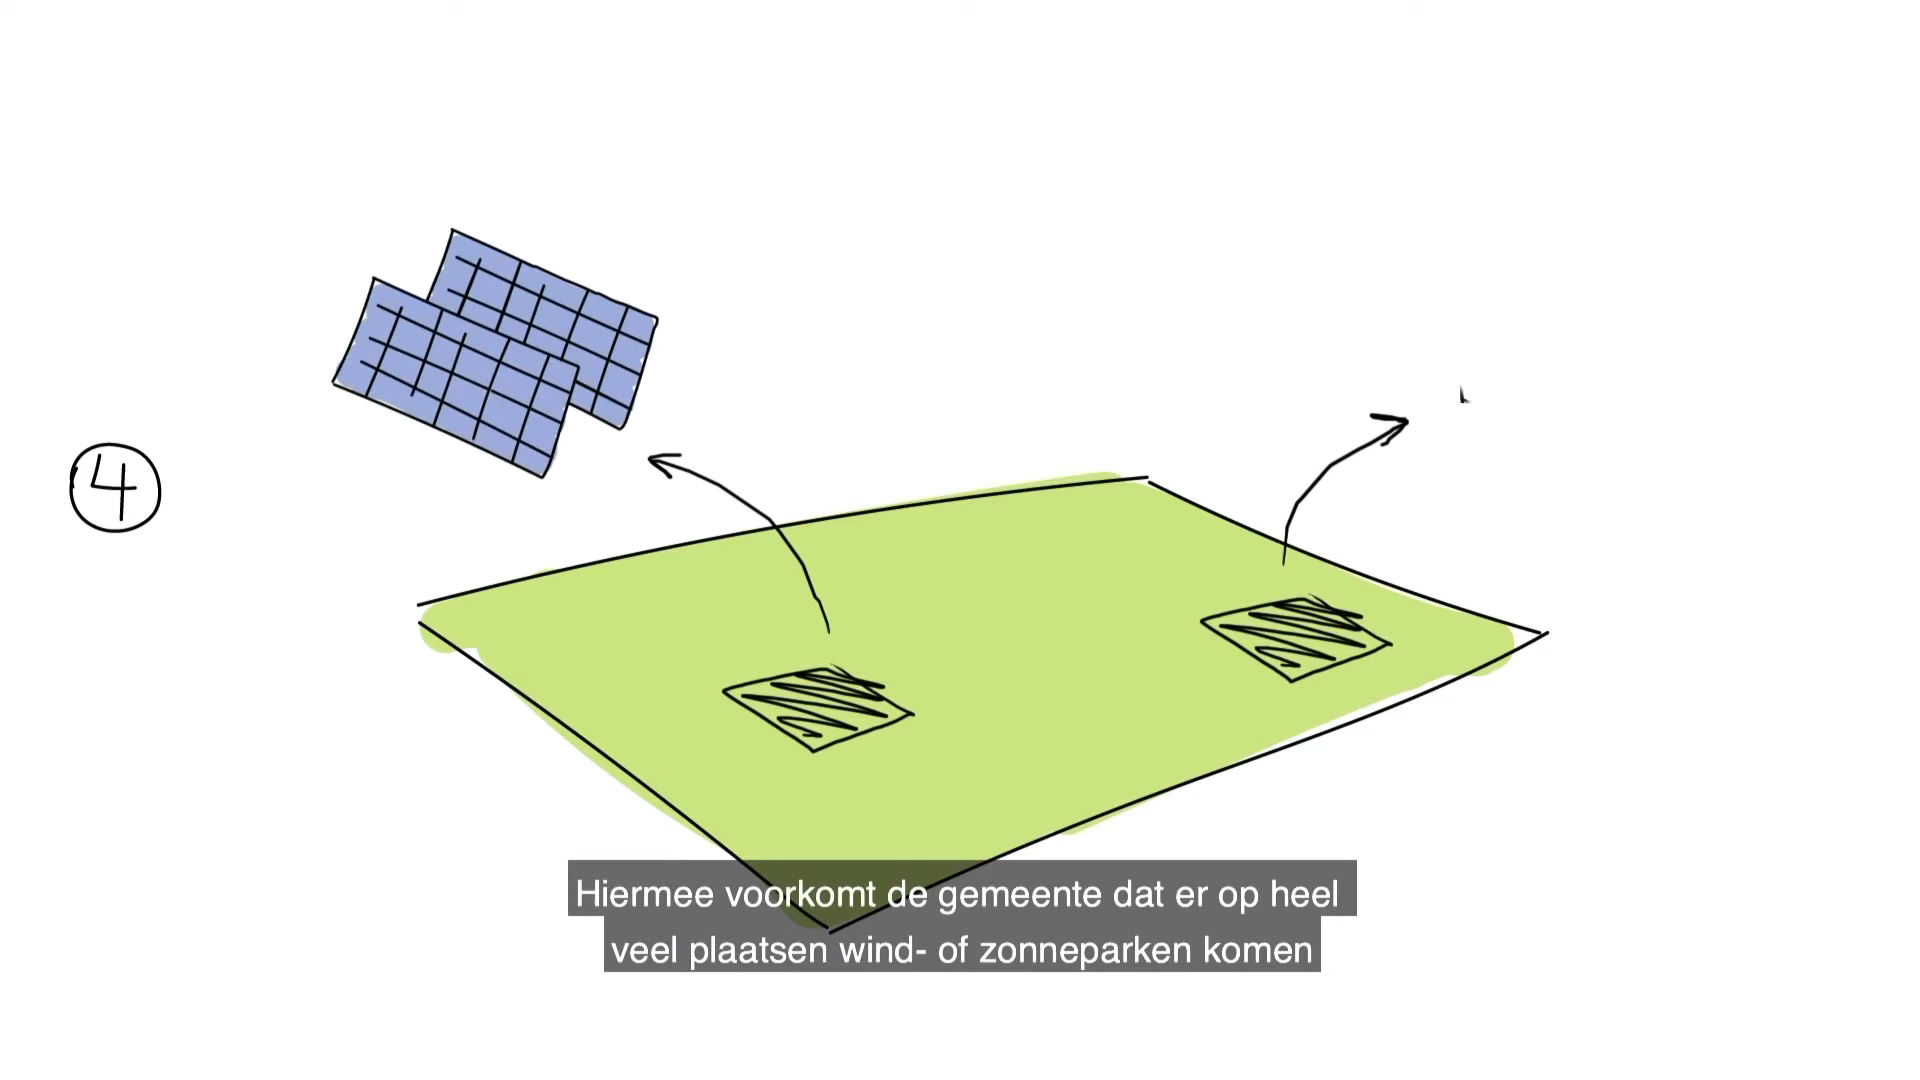 4
Hiermee voorkomt de gemeente dat er op heel
veel plaatsen wind- of zonneparken komen